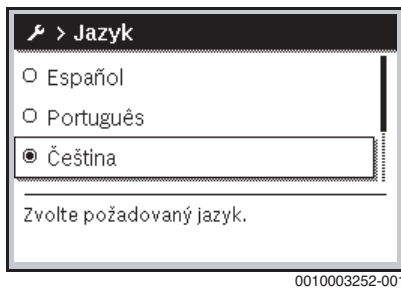 > Jazyk
Español
Português
Čeština
Zvolte požadovaný jazyk.
0010003252-001